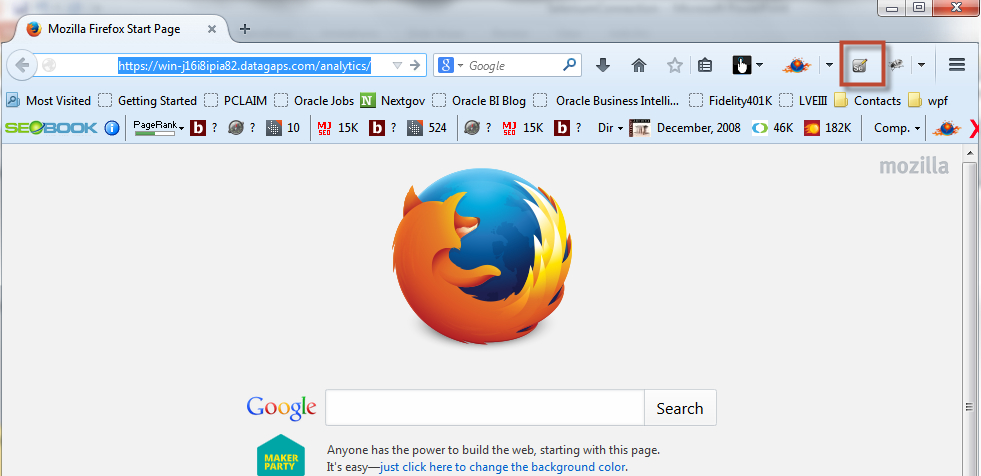 Mozilla Firefox Start Page
https://win-j16i8ipia82.datagaps.com/analytics/
Google
Se
Most Visited Getting Started PCLAIM Oracle Jobs Nextgov Oracle BI Blog Oracle Business Intelli... Fidelity401K LVEIII Contacts wpf
SEOBOOK PageRank ? ? 10 MJ SEO 15K ? 524 ? MJ SEO 15K ? Dir December, 2008 46K 182K Comp.
mozilla
Google Search
MAKER PARTY
Anyone has the power to build the web, starting with this page.
It's easy—just click here to change the background color.